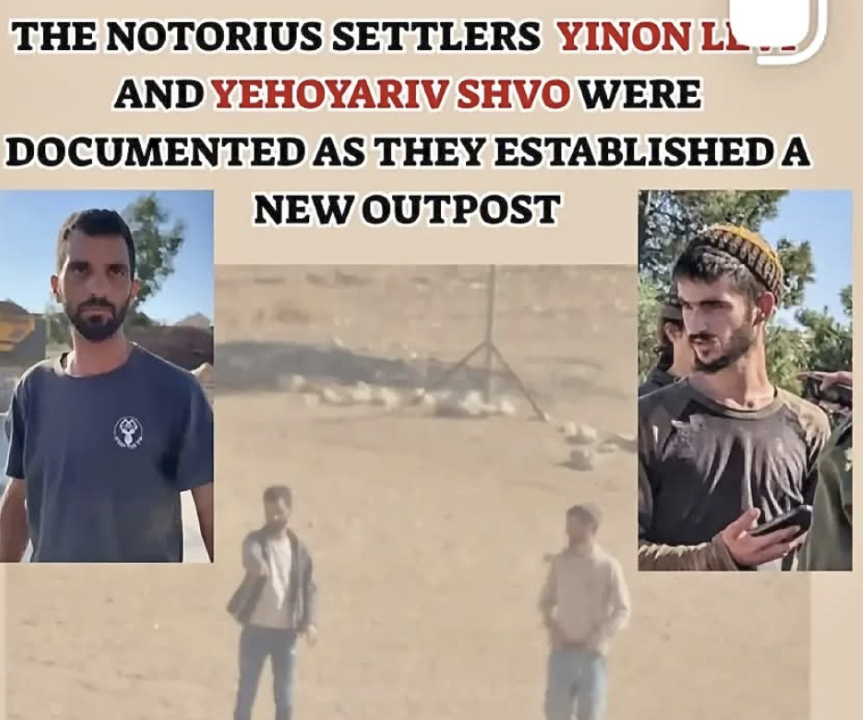 THE NOTORIUS SETTLERS YINON
AND YEHOYARIV SHVO WERE
DOCUMENTED AS THEY ESTABLISHED A
NEW OUTPOST